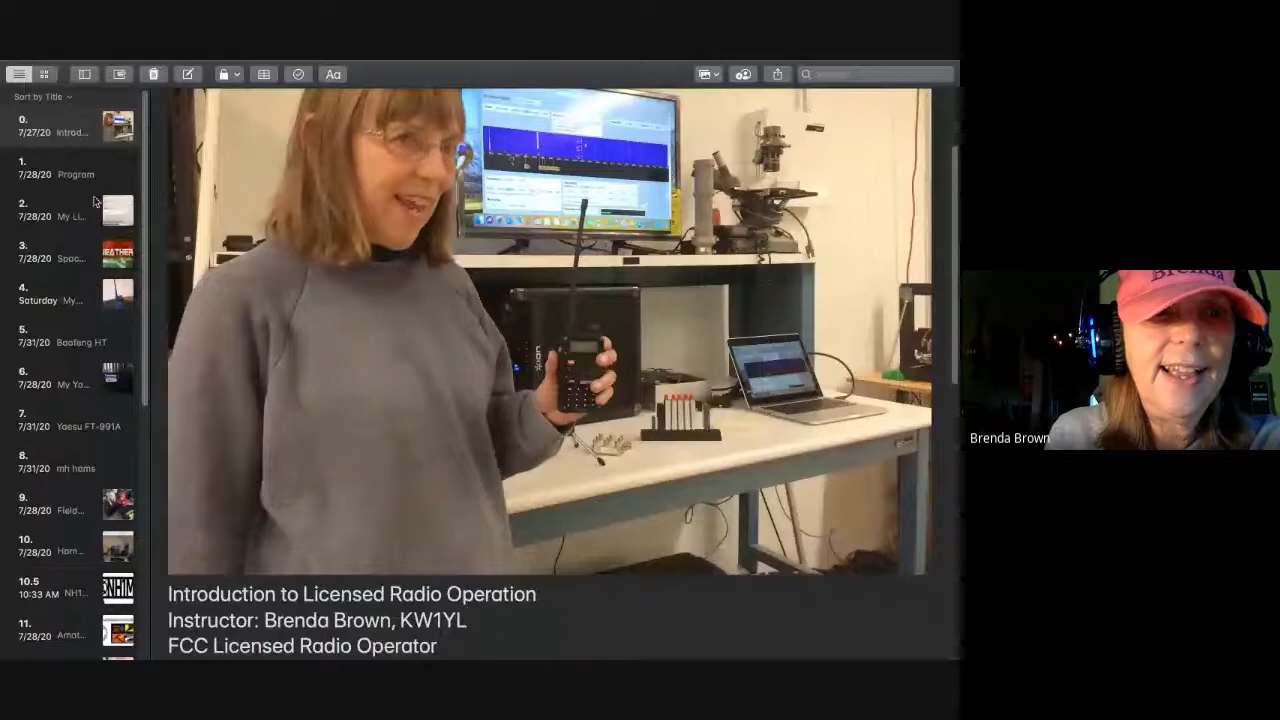 Aa
Sort by Title
0.
7/27/20 Introd...
1.
7/28/20 Program
2.
7/28/20 My Li...
3.
7/28/20 Spac...
EATHER
4.
Saturday My...
5.
7/31/20 Baofeng HT
6.
7/28/20 My Ya...
7.
7/31/20 Yaesu FT-991A
8.
7/31/20 mh hams
9.
7/28/20 Field...
10.
7/28/20 Ham...
10.5
10:33 AM NH1...
11.
7/28/20 Amat...
Introduction to Licensed Radio Operation
Instructor: Brenda Brown, KW1YL
FCC Licensed Radio Operator
Brenda
Brenda Brown